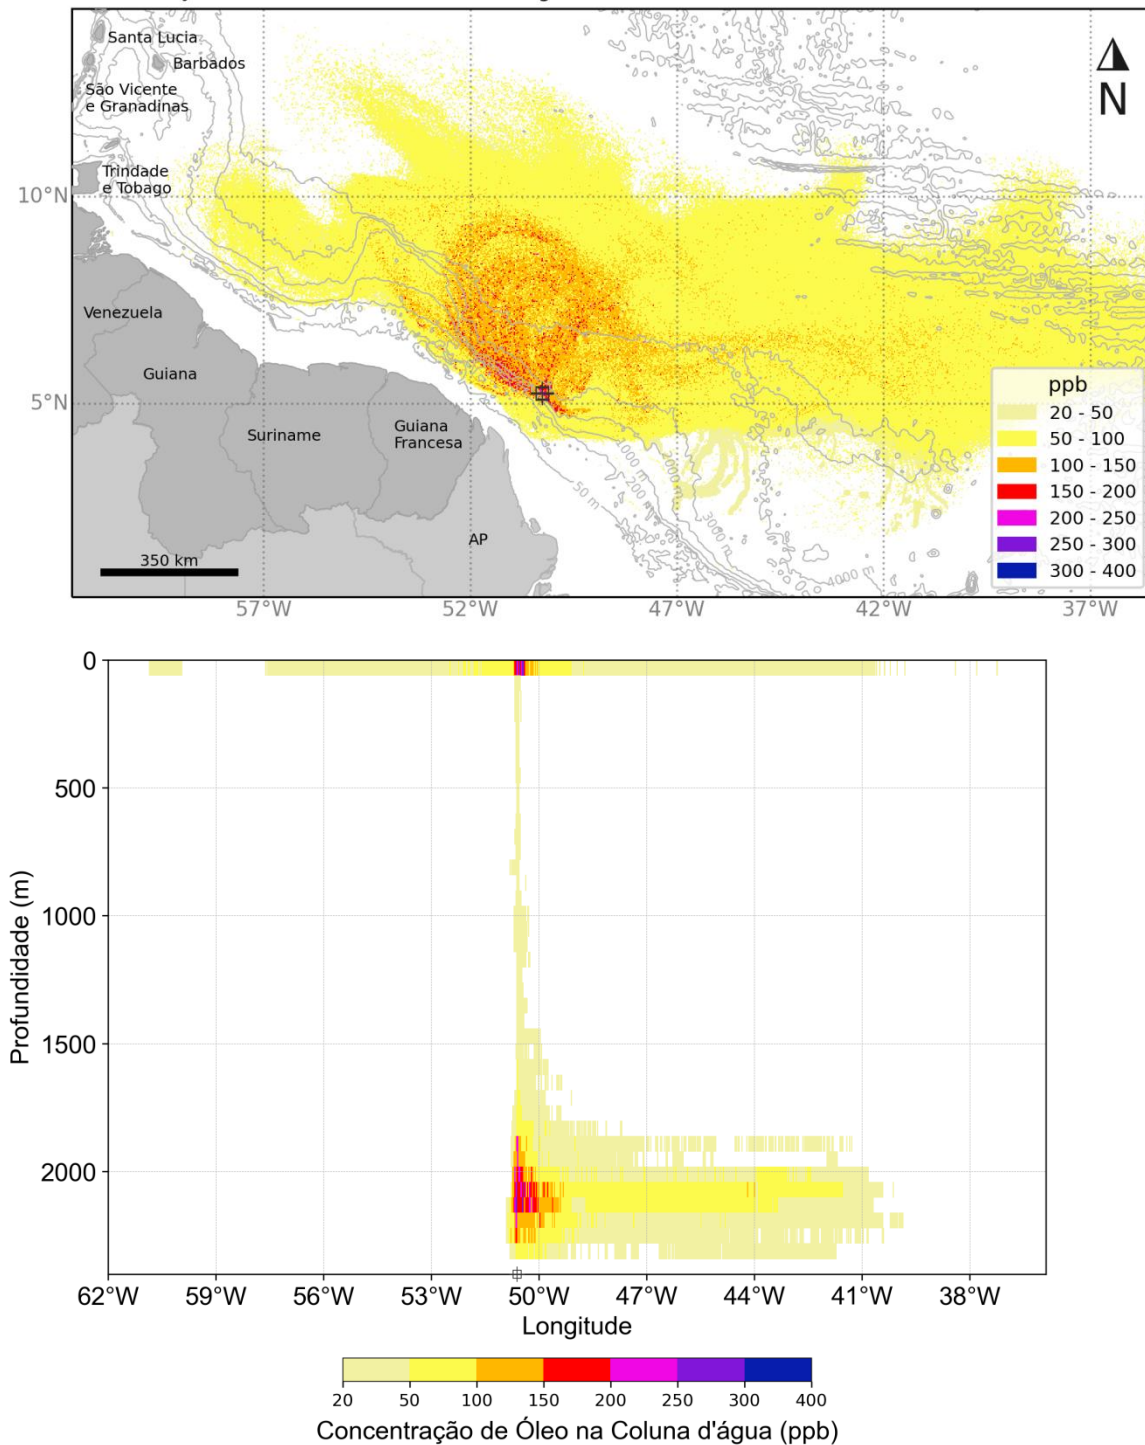 Santa Lucia
Barbados
São Vicente
e Granadinas
N
Trindade
e Tobago
10°N
Venezuela
Guiana
5°N
Suriname
Guiana
Francesa
50 m
200 m
1000 m
3000 m
4000 m
AP
350 km
ppb
20 - 50
50 - 100
100 - 150
150 - 200
200 - 250
250 - 300
300 - 400
57°W 52°W 47°W 42°W 37°W
0
500
1000
1500
2000
Profundidade (m)
62°W 59°W 56°W 53°W 50°W 47°W 44°W 41°W 38°W
Longitude
20 50 100 150 200 250 300 400
Concentração de Óleo na Coluna d'água (ppb)